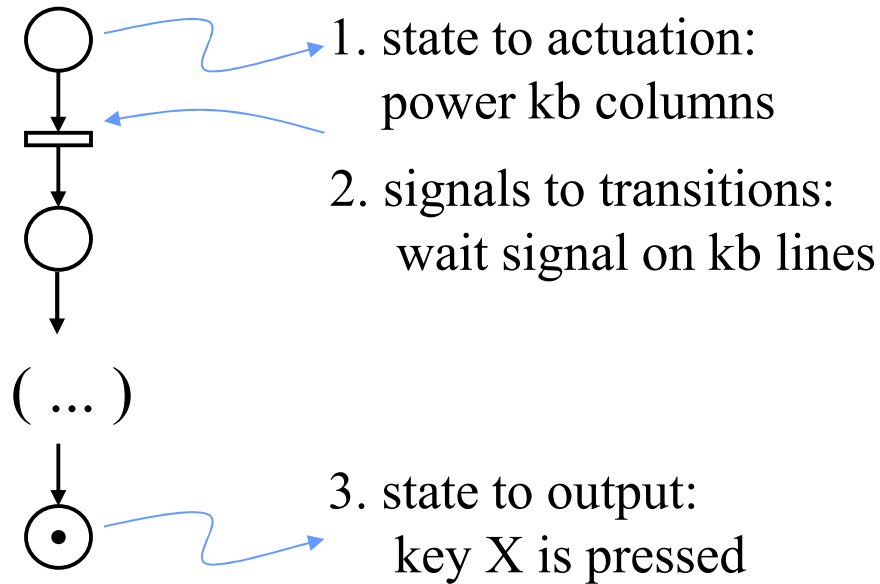 1. state to actuation:
power kb columns
2. signals to transitions:
wait signal on kb lines
( ... )
3. state to output:
key X is pressed